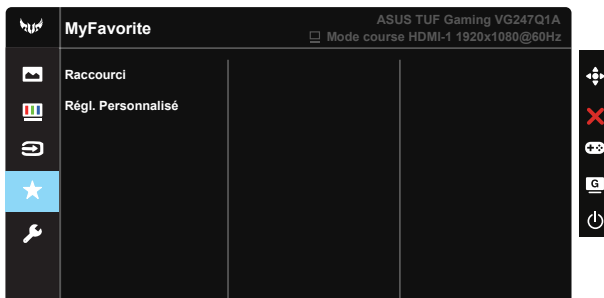 MyFavorite
ASUS TUF Gaming VG247Q1A
Mode course HDMI-1 1920x1080@60Hz
Raccourci
Régl. Personnalisé
G